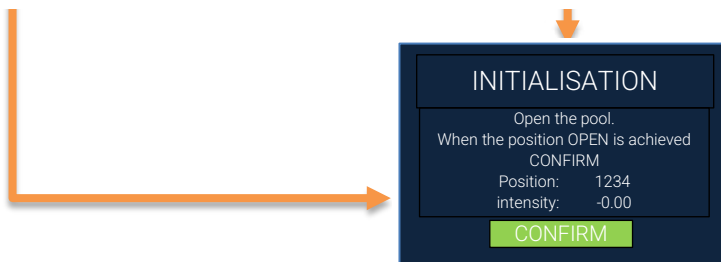 INITIALISATION
Open the pool.
When the position OPEN is achieved
CONFIRM
Position: 1234
intensity: -0.00
CONFIRM